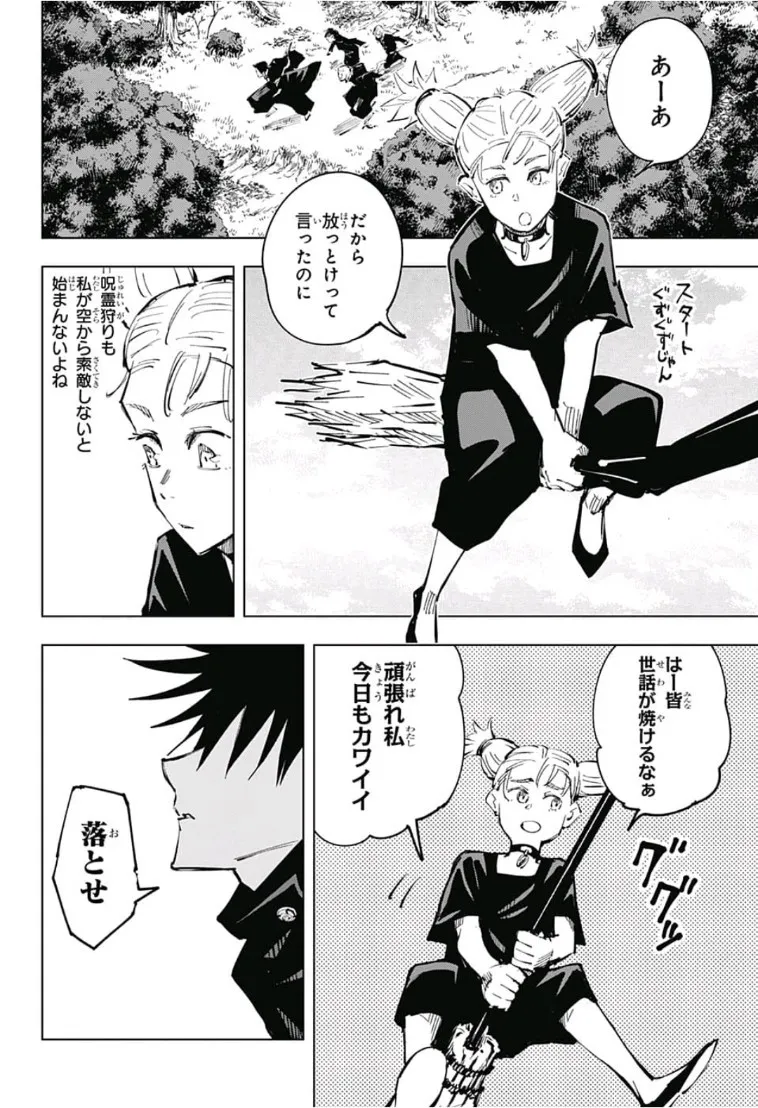 あーあ
だから
放っとけって
言ったのに
スタート
ぐずぐずじゃん
呪霊狩りも
私が空から索敵しないと
始まんないよね
はー皆
世話が焼けるなぁ
ググッ
頑張れ私
今日もカワイイ
落とせ